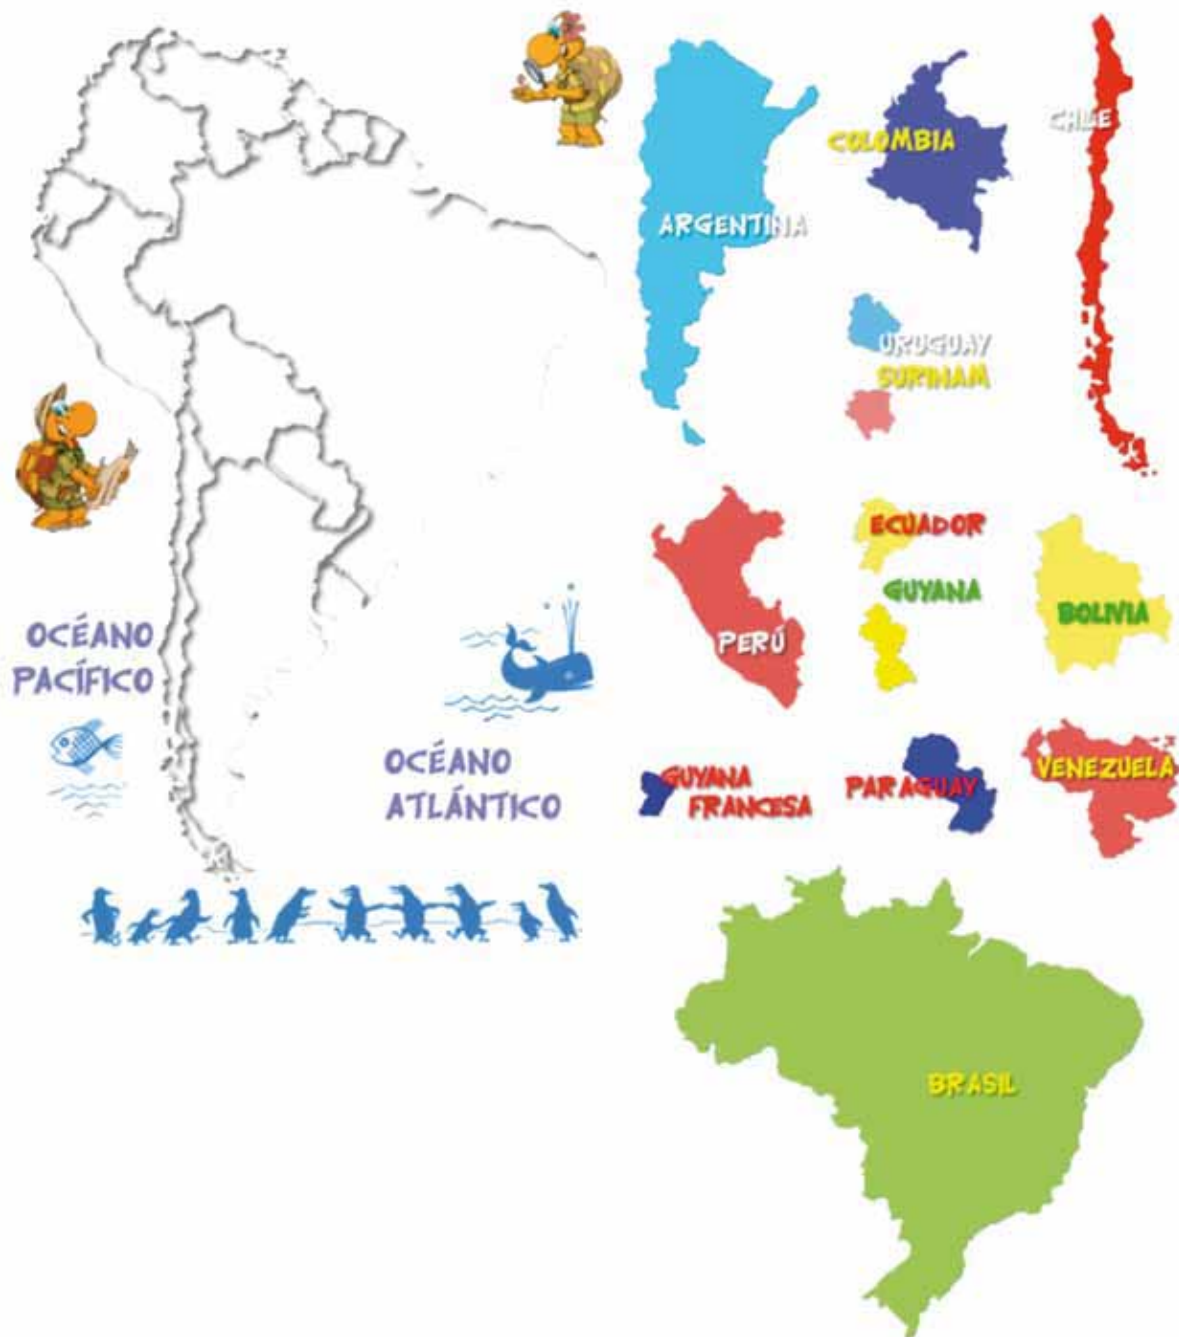 ARGENTINA
COLOMBIA
CHILE
URUGUAY
SURINAM
PERÚ
ECUADOR
GUYANA
BOLIVIA
OCÉANO
PACÍFICO
OCÉANO
ATLÁNTICO
GUYANA
FRANCESA
PARAGUAY
VENEZUELA
BRASIL